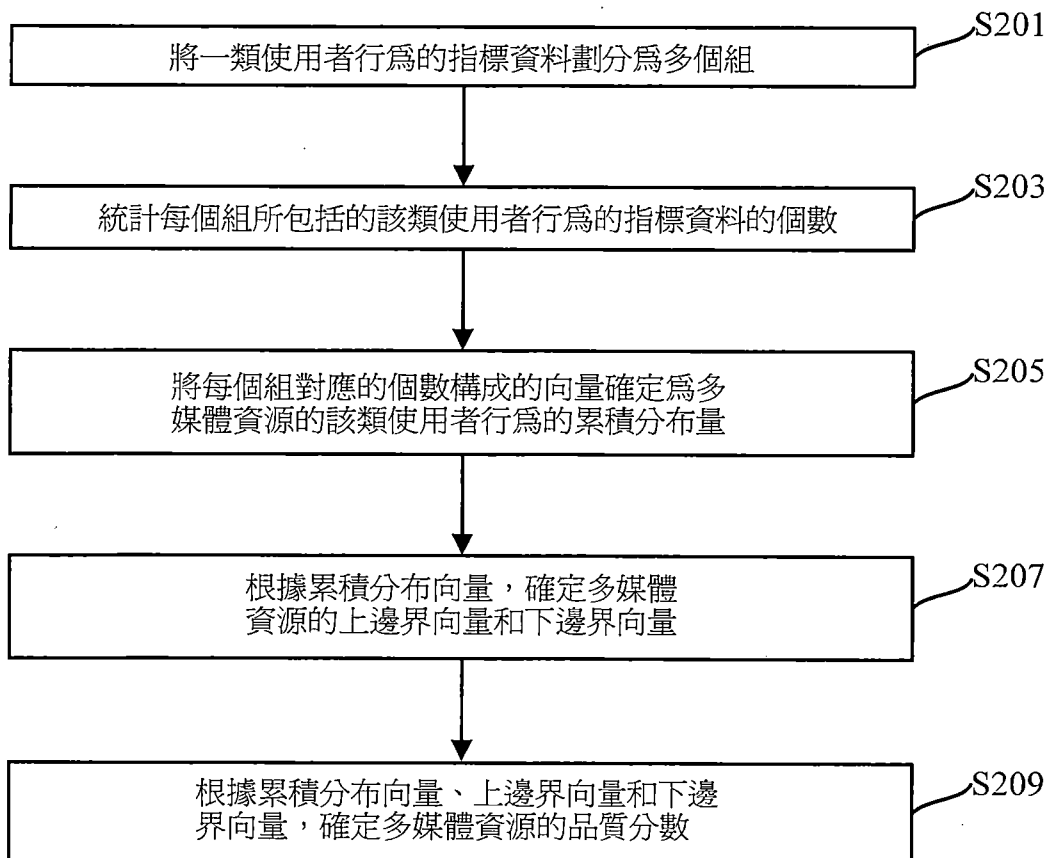 S201
將一類使用者行爲的指標資料劃分爲多個組
S203
統計每個組所包括的該類使用者行爲的指標資料的個數
S205
將每個組對應的個數構成的向量確定爲多
媒體資源的該類使用者行爲的累積分布量
S207
根據累積分布向量，確定多媒體
資源的上邊界向量和下邊界向量
S209
根據累積分布向量、上邊界向量和下邊
界向量，確定多媒體資源的品質分數